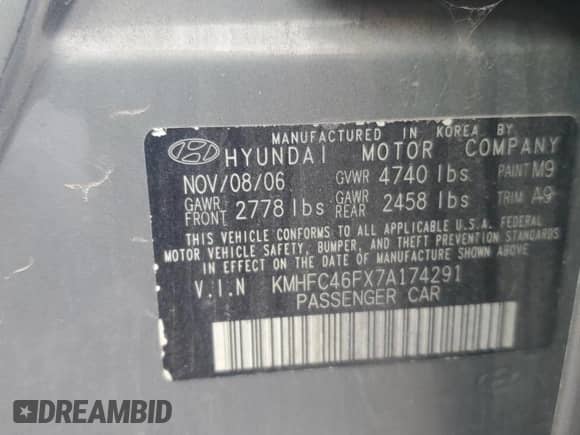 MANUFACTURED IN KOREA BY
HYUNDAI MOTOR COMPANY
NOV/08/06 GVWR 4740 lbs PAINT M9
GAWR FRONT 2778 lbs GAWR REAR 2458 lbs TRIM A9
THIS VEHICLE CONFORMS TO ALL APPLICABLE U.S.A. FEDERAL
MOTOR VEHICLE SAFETY, BUMPER, AND THEFT PREVENTION STANDARDS
IN EFFECT ON THE DATE OF MANUFACTURE SHOWN ABOVE.
V.I.N KMHFC46FX7A174291
PASSENGER CAR
DREAMBID